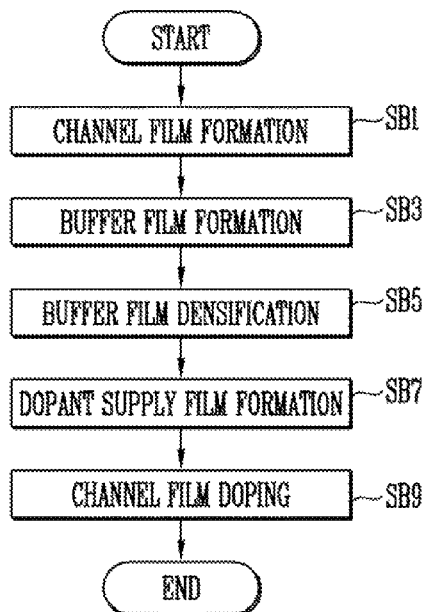 START
CHANNEL FILM FORMATION
SB1
BUFFER FILM FORMATION
SB3
BUFFER FILM DENSIFICATION
SB5
DOPANT SUPPLY FILM FORMATION
SB7
CHANNEL FILM DOPING
SB9
END